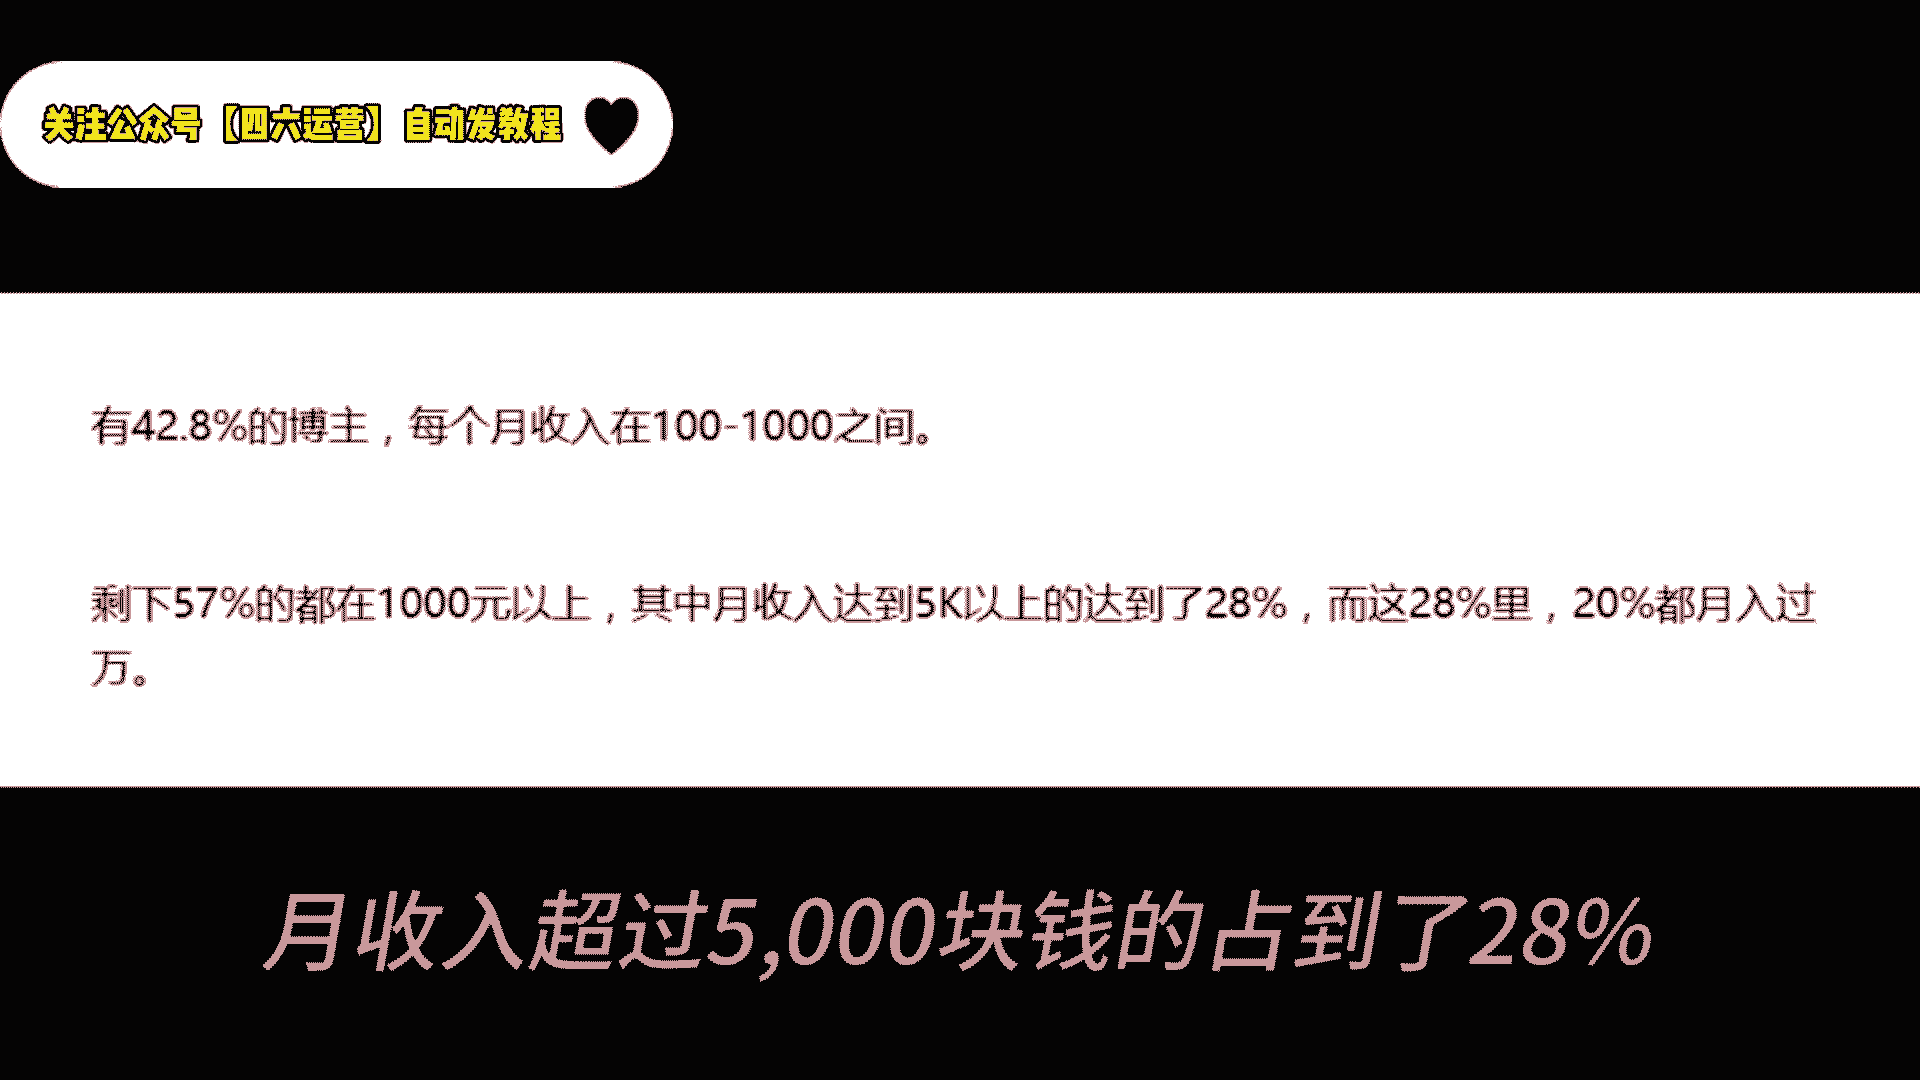 关注公众号【四六运营】 自动发教程
有42.8%的博主，每个月收入在100-1000之间。
剩下57%的都在1000元以上，其中月收入达到5K以上的达到了28%，而这28%里，20%都月入过
万。
月收入超过5,000块钱的占到了28%